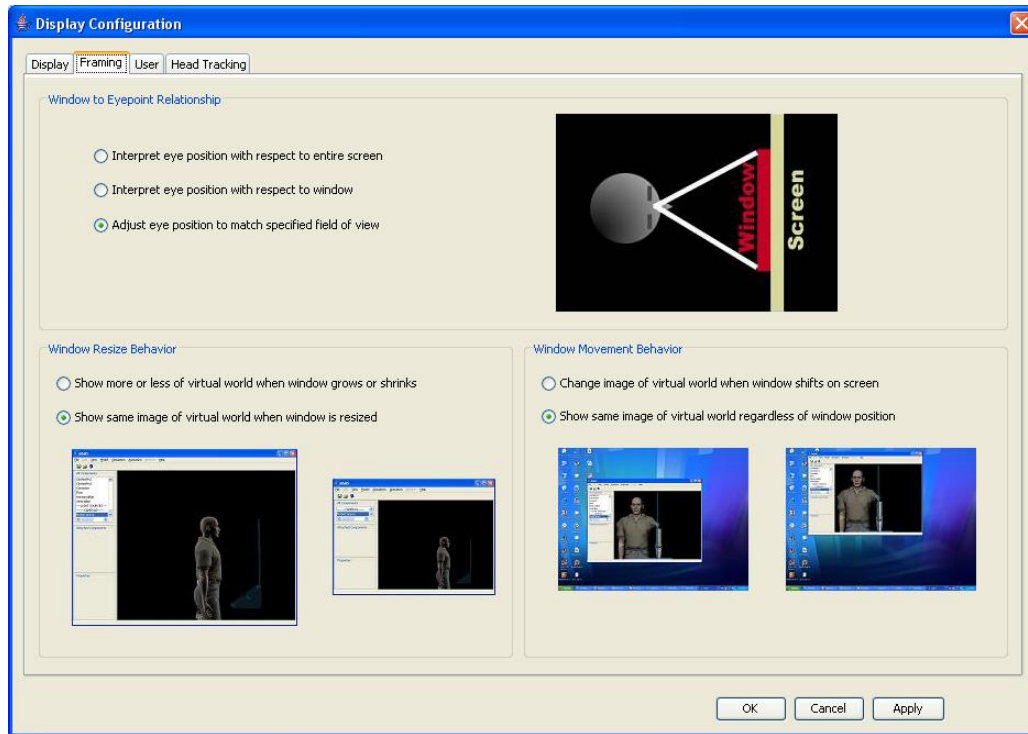 Display Configuration
Display Framing User Head Tracking
Window to Eyepoint Relationship
Interpret eye position with respect to entire screen
Interpret eye position with respect to window
Adjust eye position to match specified field of view
Window
Screen
Window Resize Behavior
Show more or less of virtual world when window grows or shrinks
Show same image of virtual world when window is resized
Window Movement Behavior
Change image of virtual world when window shifts on screen
Show same image of virtual world regardless of window position
OK Cancel Apply